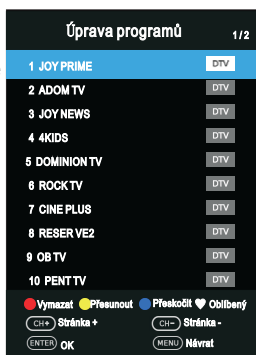 Úprava programů 1/2
1 JOY PRIME DTV
2 ADOM TV DTV
3 JOY NEWS DTV
4 4KIDS DTV
5 DOMINION TV DTV
6 ROCK TV DTV
7 CINE PLUS DTV
8 RESER VE2 DTV
9 OB TV DTV
10 PENT TV DTV
Vymazat Přesunout Přeskočit Oblíbený
CH+ Stránka + CH- Stránka -
ENTER OK MENU Návrat